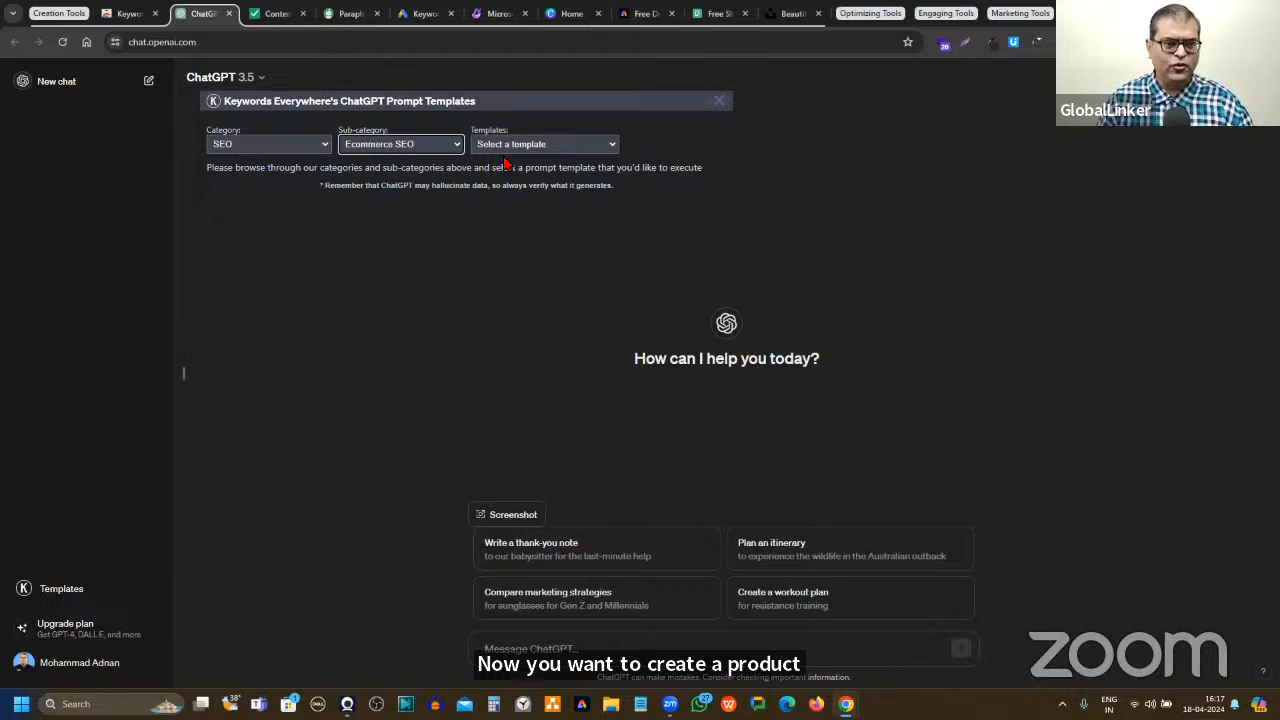 Creation Tools
Keywor
ChatGP
Conten
Paraph
Keywo
Micros
Home
Free D
Free St
Beauti
Optimizing Tools
Engaging Tools
Marketing Tools
chat.openai.com
20
New chat
ChatGPT 3.5
GlobalLinker
K Keywords Everywhere's ChatGPT Prompt Templates
Category:
Sub-category:
Templates:
SEO
Ecommerce SEO
Select a template
Please browse through our categories and sub-categories above and select a prompt template that you'd like to execute
* Remember that ChatGPT may hallucinate data, so always verify what it generates.
How can I help you today?
Screenshot
Write a thank-you note
to our babysitter for the last-minute help
Plan an itinerary
to experience the wildlife in the Australian outback
Compare marketing strategies
for sunglasses for Gen Z and Millennials
Create a workout plan
for resistance training
K Templates
Upgrade plan
Get GPT-4, DALL·E, and more
Mohammad Adnan
Message ChatGPT...
Now you want to create a product
ChatGPT can make mistakes. Consider checking important information.
zoom
?
Search
38°
27
ENG
IN
16:17
18-04-2024